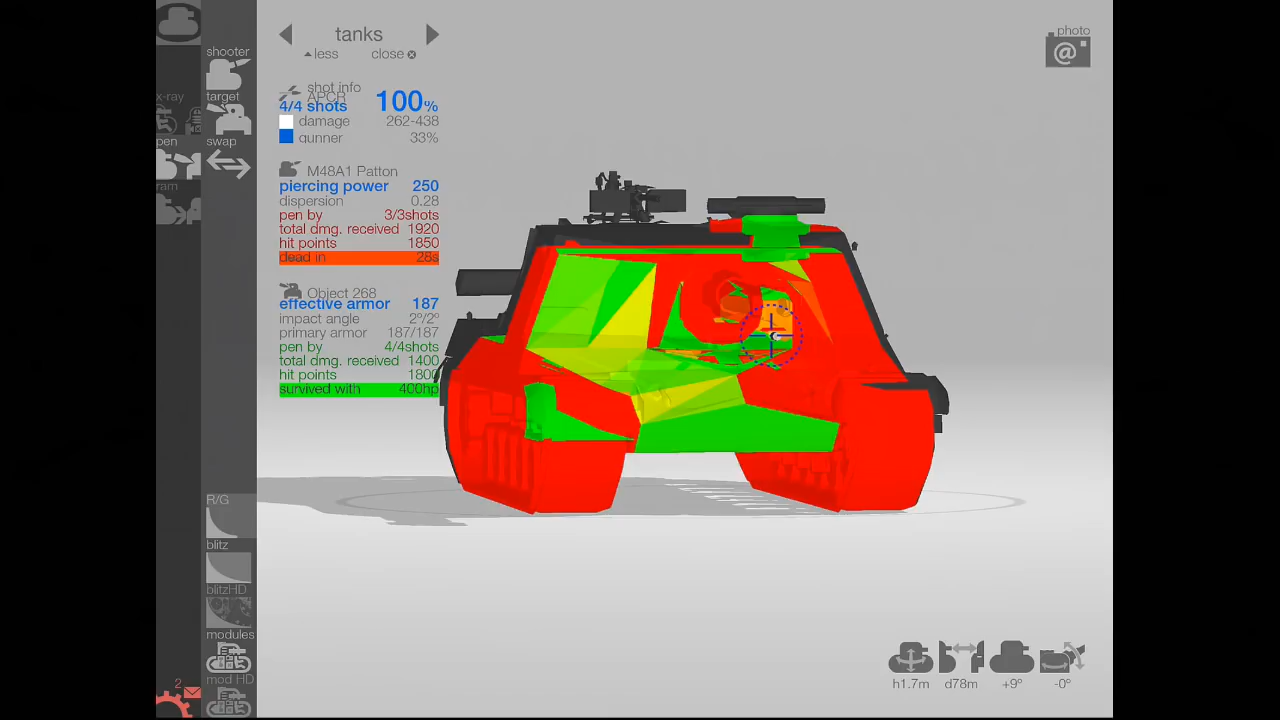 tanks
less
close
photo
@
shooter
target
swap
x-ray
pen
ram
shot info
APCR
4/4 shots 100%
damage 262-438
gunner 33%
M48A1 Patton
piercing power 250
dispersion 0.28
pen by 3/3shots
total dmg. received 1920
hit points 1850
dead in 28s
Object 268
effective armor 187
impact angle 2°/2°
primary armor 187/187
pen by 4/4shots
total dmg. received 1400
hit points 1800
survived with 400hp
R/G
blitz
blitzHD
modules
mod HD
2
h1.7m
d78m
+9°
-0°